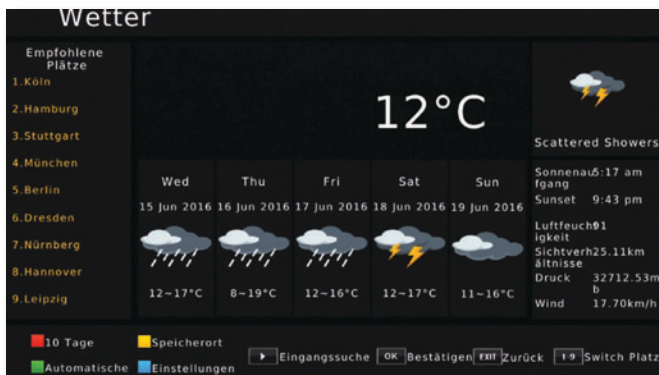 Wetter
Empfohlene
Plätze
1.Köln
2.Hamburg
3.Stuttgart
4.München
5.Berlin
6.Dresden
7.Nürnberg
8.Hannover
9.Leipzig
12°C
Scattered Showers
Wed
15 Jun 2016
12~17°C
Thu
16 Jun 2016
8~19°C
Fri
17 Jun 2016
12~16°C
Sat
18 Jun 2016
12~17°C
Sun
19 Jun 2016
11~16°C
Sonnenau 5:17 am
fgang
Sunset 9:43 pm
Luftfeucht 91
igkeit
Sichtverh 25.11km
ältnisse
Druck 32712.53m
b
Wind 17.70km/h
10 Tage
Speicherort
Automatische
Einstellungen
Eingangssuche OK Bestätigen EXIT Zurück 1-9 Switch Platz